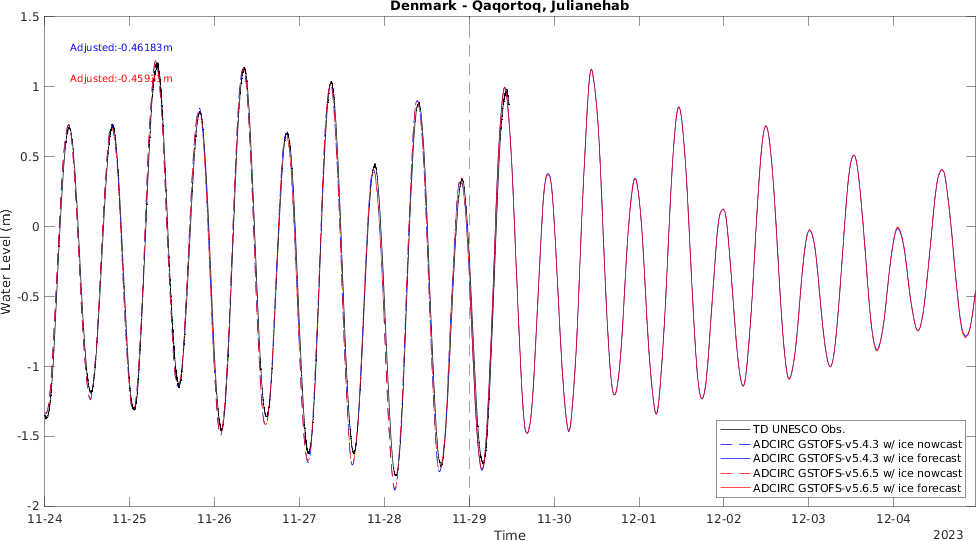 Denmark - Qaqortoq, Julianehab
Adjusted:-0.46183m
Water Level (m)
1.5
1
0.5
0
-0.5
-1
-1.5
-2
11-24 11-25 11-26 11-27 11-28 11-29 11-30 12-01 12-02 12-03 12-04
Time
2023
TD UNESCO Obs.
ADCIRC GSTOFS-v5.4.3 w/ ice nowcast
ADCIRC GSTOFS-v5.4.3 w/ ice forecast
ADCIRC GSTOFS-v5.6.5 w/ ice nowcast
ADCIRC GSTOFS-v5.6.5 w/ ice forecast